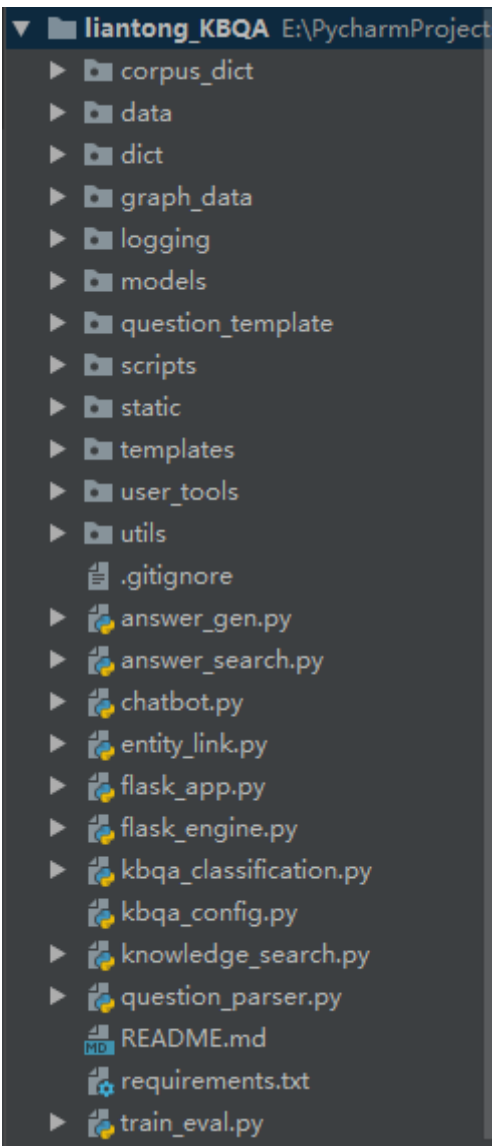 liantong_KBQA E:\PycharmProject
corpus_dict
data
dict
graph_data
logging
models
question_template
scripts
static
templates
user_tools
utils
.gitignore
answer_gen.py
answer_search.py
chatbot.py
entity_link.py
flask_app.py
flask_engine.py
kbqa_classification.py
kbqa_config.py
knowledge_search.py
question_parser.py
MD README.md
requirements.txt
train_eval.py